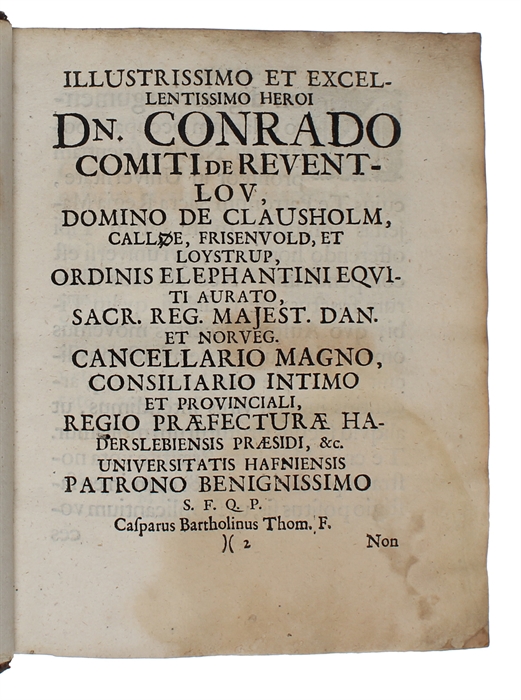 ILLUSTRISSIMO ET EXCEL-
LENTISSIMO HEROI
DN. CONRADO
COMITI DE REVENT-
LOV,
DOMINO DE CLAUSHOLM,
CALLØE, FRISENVOLD, ET
LOYSTRUP,
ORDINIS ELEPHANTINI EQVI-
TI AURATO,
SACR. REG. MAJEST. DAN.
ET NORVEG.
CANCELLARIO MAGNO,
CONSILIARIO INTIMO
ET PROVINCIALI,
REGIO PRÆFECTURÆ HA-
DERSLEBIENSIS PRÆSIDI, &c.
UNIVERSITATIS HAFNIENSIS
PATRONO BENIGNISSIMO
S. F. Q. P.
Caſparus Bartholinus Thom. F.
)( 2 Non